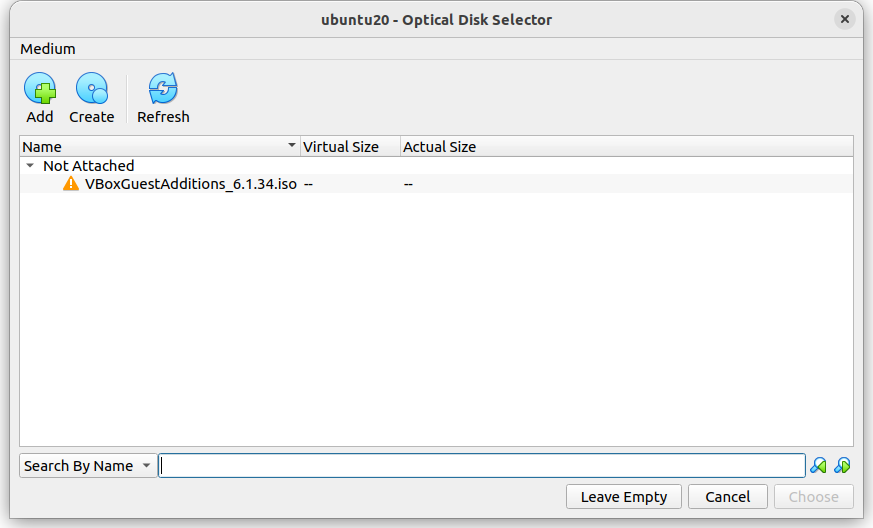 ubuntu20 - Optical Disk Selector
Medium
Add Create Refresh
Name Virtual Size Actual Size
Not Attached
VBoxGuestAdditions_6.1.34.iso -- --
Search By Name
Leave Empty Cancel Choose